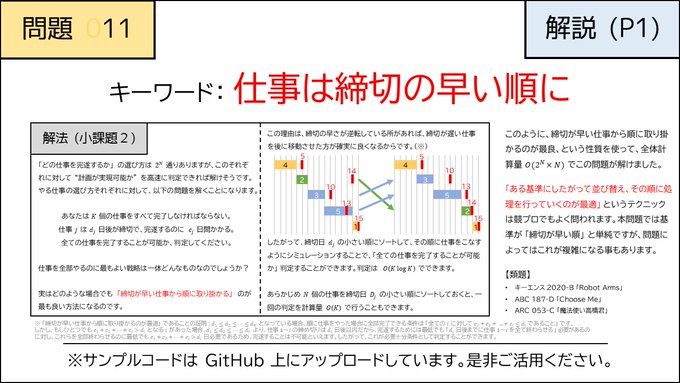 問題 011
解説 (P1)
キーワード: 仕事は締切の早い順に
解法 (小課題2)
「どの仕事を完遂するか」の選び方は 2^N 通りありますが、このそれぞ
れに対して “計画が実現可能か” を高速に判定できれば解けそうです。
やる仕事の選び方それぞれに対して、以下の問題を解くことになります。
あなたは K 個の仕事をすべて完了しなければならない。
仕事 j は d_j 日後が締切で、完遂するのに e_j 日間かかる。
全ての仕事を完了することが可能か、判定してください。
仕事を全部やるのに最もよい戦略は一体どんなものなのでしょうか?
実はどのような場合でも「締切が早い仕事から順に取り掛かる」のが
最も良い方法になるのです。
この理由は、締切の早さが逆転している所があれば、締切が遅い仕事
を後に移動させた方が確実に良くなるからです。(※)
5
4
10
2
14
3
13
5
15
1
5
4
10
3
13
5
14
2
15
1
したがって、締切日 d_j の小さい順にソートして、その順に仕事をこなす
ようにシミュレーションすることで、「全ての仕事を完了することが可
能か」判定することができます。判定は O(K log K) でできます。
あらかじめ N 個の仕事を締切日 D_j の小さい順にソートしておくと、一
回の判定を計算量 O(K) で行うこともできます。
このように、締切が早い仕事から順に取り掛
かるのが最良、という性質を使って、全体計
算量 O(2^N × N) でこの問題が解けました。
「ある基準にしたがって並び替え、その順に処
理を行っていくのが最適」というテクニック
は競プロでもよく問われます。本問題では基
準が「締切が早い順」と単純ですが、問題に
よってはこれが複雑になる事もあります。
【類題】
• キーエンス 2020-B「Robot Arms」
• ABC 187-D「Choose Me」
• ARC 053-C「魔法使い高橋君」
※サンプルコードは GitHub 上にアップロードしています。是非ご活用ください。